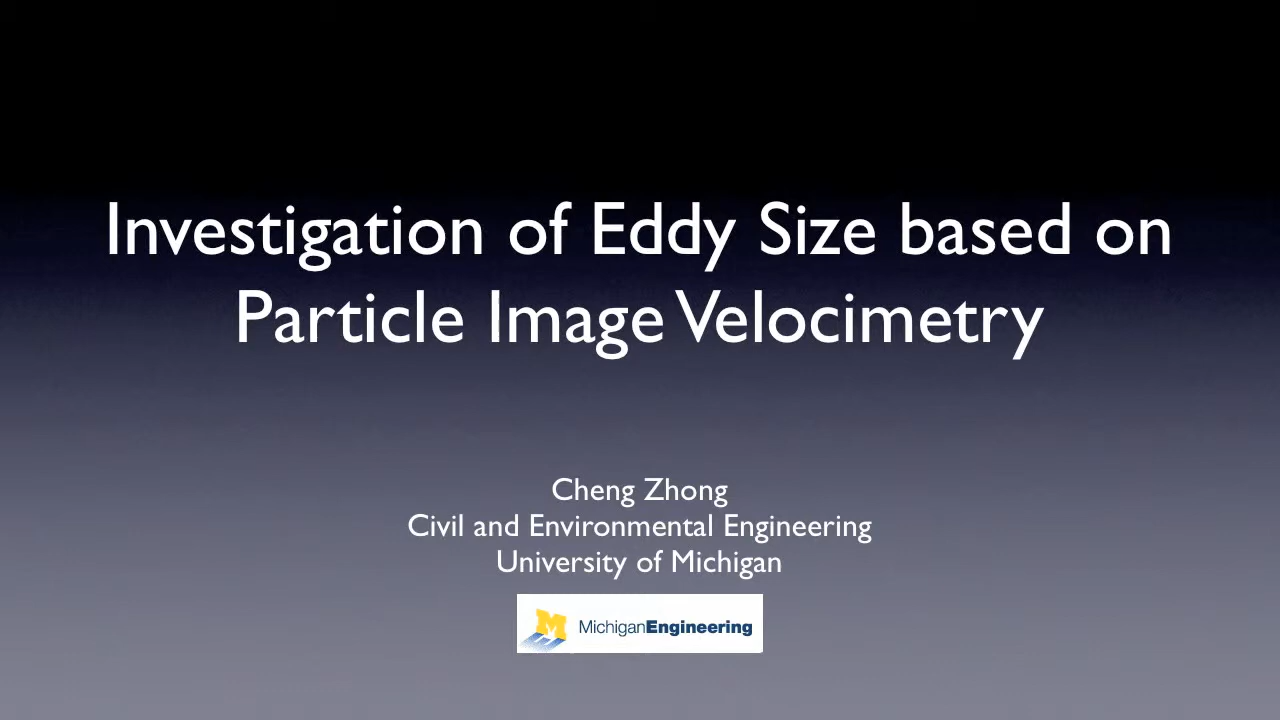 Investigation of Eddy Size based on
Particle Image Velocimetry
Cheng Zhong
Civil and Environmental Engineering
University of Michigan
M MichiganEngineering